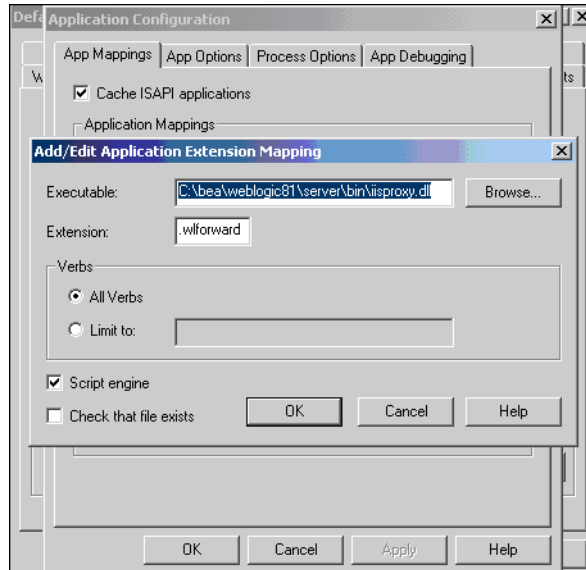 Defa
Application Configuration
App Mappings
App Options
Process Options
App Debugging
W
ts
Cache ISAPI applications
Application Mappings
Add/Edit Application Extension Mapping
Executable:
C:\bea\weblogic81\server\bin\iisproxy.dll
Browse...
Extension:
.wlforward
Verbs
All Verbs
Limit to:
Script engine
Check that file exists
OK
Cancel
Help
OK
Cancel
Apply
Help